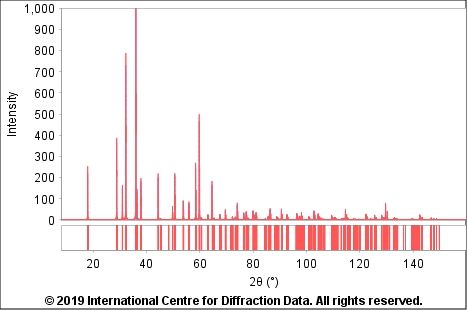 1,000
900
800
700
600
500
400
300
200
100
0
Intensity
20 40 60 80 100 120 140
2θ (°)
© 2019 International Centre for Diffraction Data. All rights reserved.